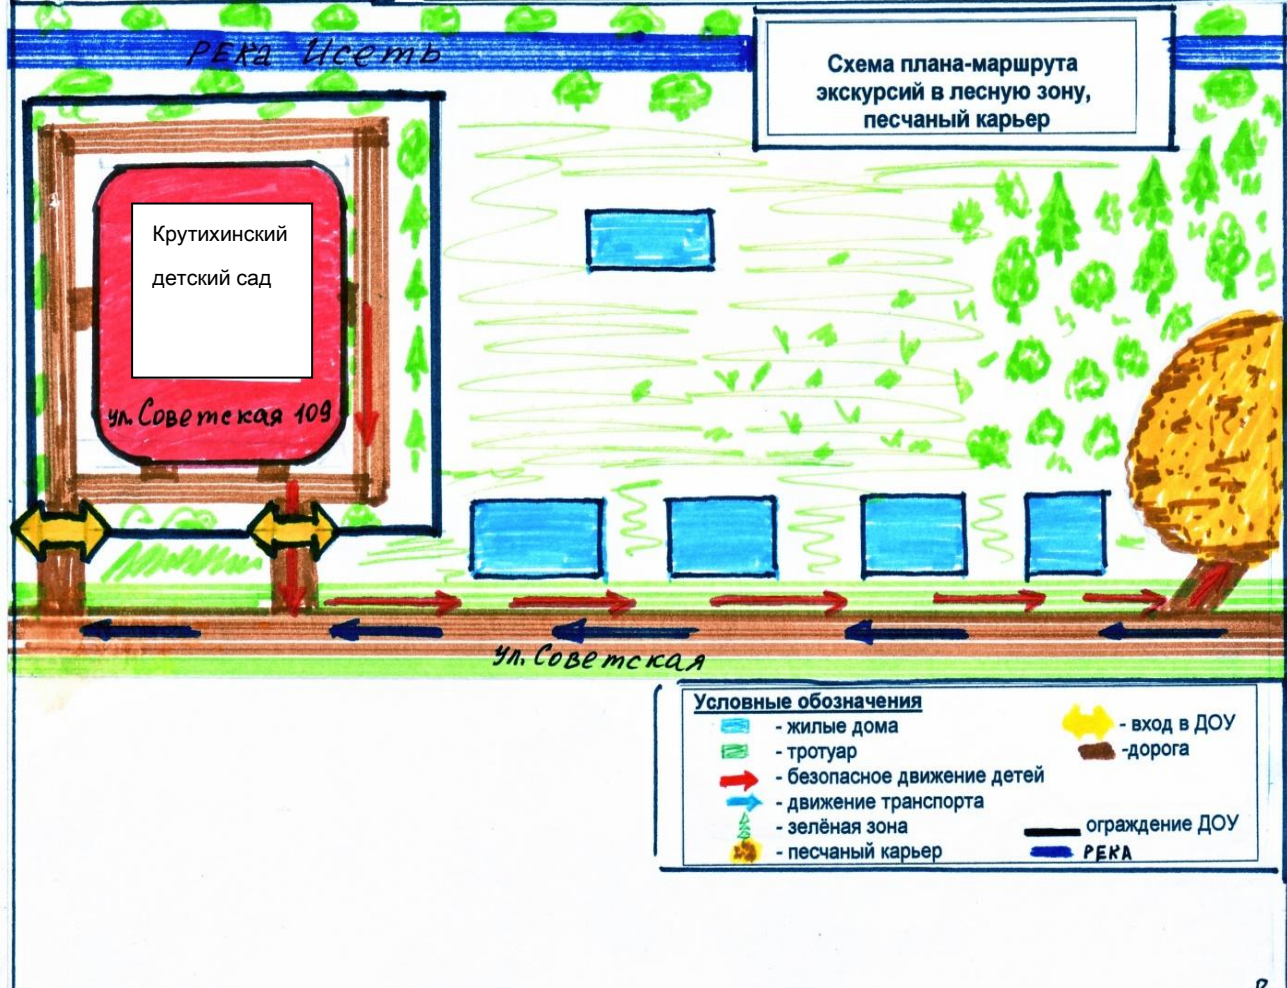 река Исеть
Схема плана-маршрута
экскурсий в лесную зону,
песчаный карьер
Крутихинский
детский сад
ул. Советская 109
ул. Советская
Условные обозначения
- жилые дома
- тротуар
- безопасное движение детей
- движение транспорта
- зелёная зона
- песчаный карьер
- вход в ДОУ
-дорога
ограждение ДОУ
РЕКА